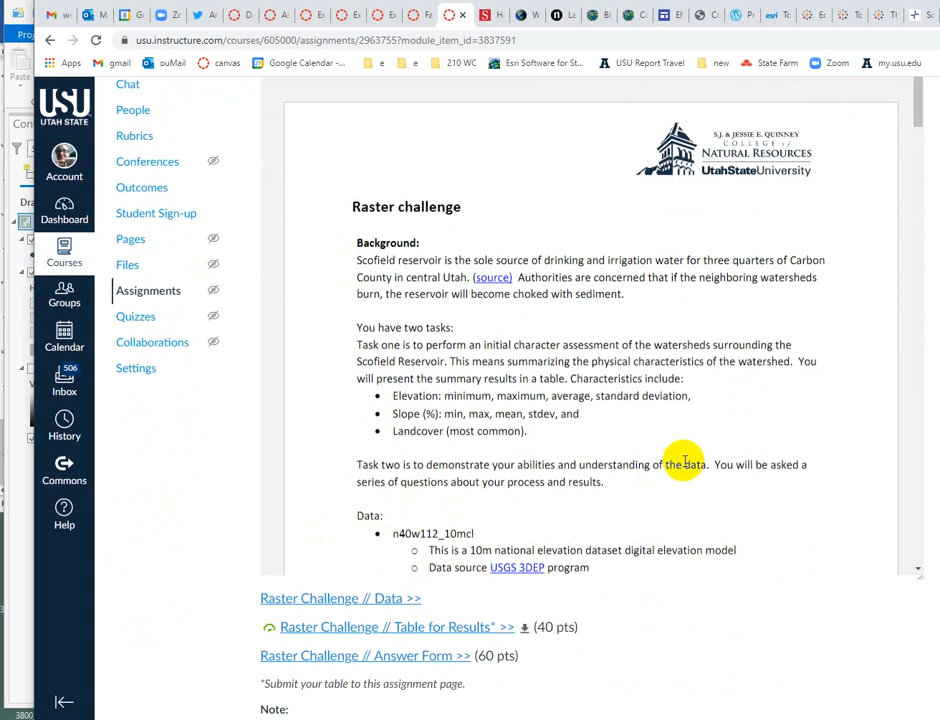 usu.instructure.com/courses/605000/assignments/2963755?module_item_id=3837591
Apps
gmail
ouMail
canvas
Google Calendar -...
e
e
210 WC
Esri Software for St...
USU Report Travel
new
State Farm
Zoom
my.usu.edu
Paste
USU
UTAH STATE
Account
Dashboard
Courses
Groups
Calendar
506
Inbox
History
Commons
Help
Chat
People
Rubrics
Conferences
Outcomes
Student Sign-up
Pages
Files
Assignments
Quizzes
Collaborations
Settings
S.J. & JESSIE E. QUINNEY
COLLEGE of
NATURAL RESOURCES
UtahStateUniversity
Raster challenge
Background:
Scofield reservoir is the sole source of drinking and irrigation water for three quarters of Carbon
County in central Utah. (source) Authorities are concerned that if the neighboring watersheds
burn, the reservoir will become choked with sediment.
You have two tasks:
Task one is to perform an initial character assessment of the watersheds surrounding the
Scofield Reservoir. This means summarizing the physical characteristics of the watershed. You
will present the summary results in a table. Characteristics include:
• Elevation: minimum, maximum, average, standard deviation,
• Slope (%): min, max, mean, stdev, and
• Landcover (most common).
Task two is to demonstrate your abilities and understanding of the data. You will be asked a
series of questions about your process and results.
Data:
• n40w112_10mcl
o This is a 10m national elevation dataset digital elevation model
o Data source USGS 3DEP program
Raster Challenge // Data >>
Raster Challenge // Table for Results* >> (40 pts)
Raster Challenge // Answer Form >> (60 pts)
*Submit your table to this assignment page.
Note:
3800